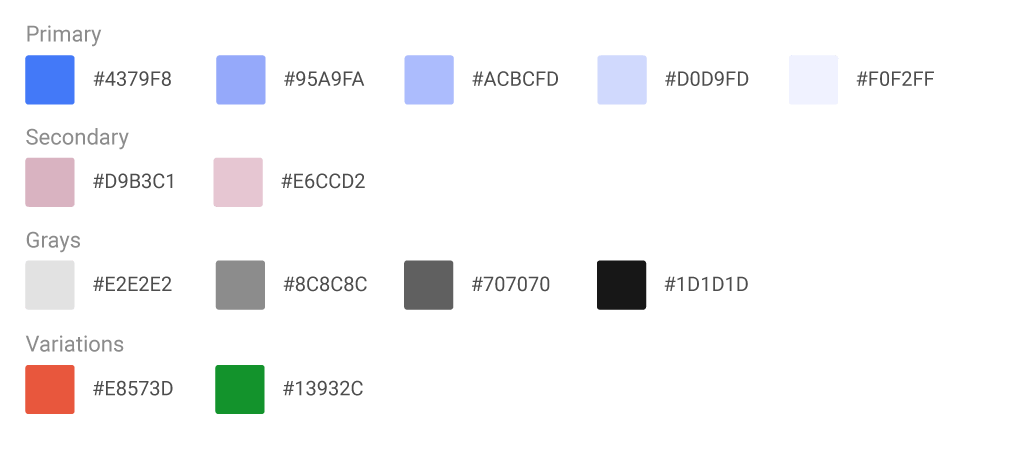 Primary
#4379F8 #95A9FA #ACBCFD #D0D9FD #F0F2FF
Secondary
#D9B3C1 #E6CCD2
Grays
#E2E2E2 #8C8C8C #707070 #1D1D1D
Variations
#E8573D #13932C